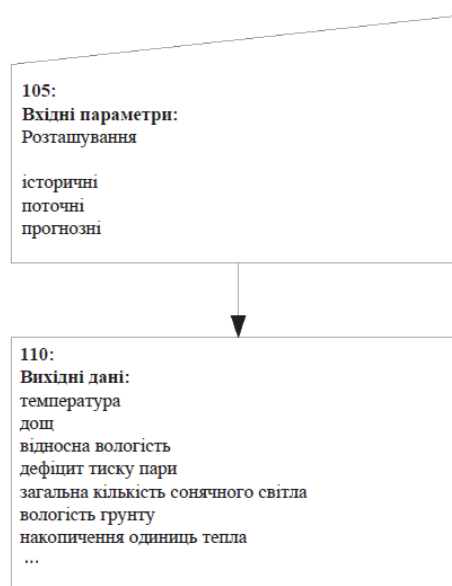 105:
Вхідні параметри:
Розташування
історичні
поточні
прогнозні
110:
Вихідні дані:
температура
дощ
відносна вологість
дефіцит тиску пари
загальна кількість сонячного світла
вологість грунту
накопичення одиниць тепла
...